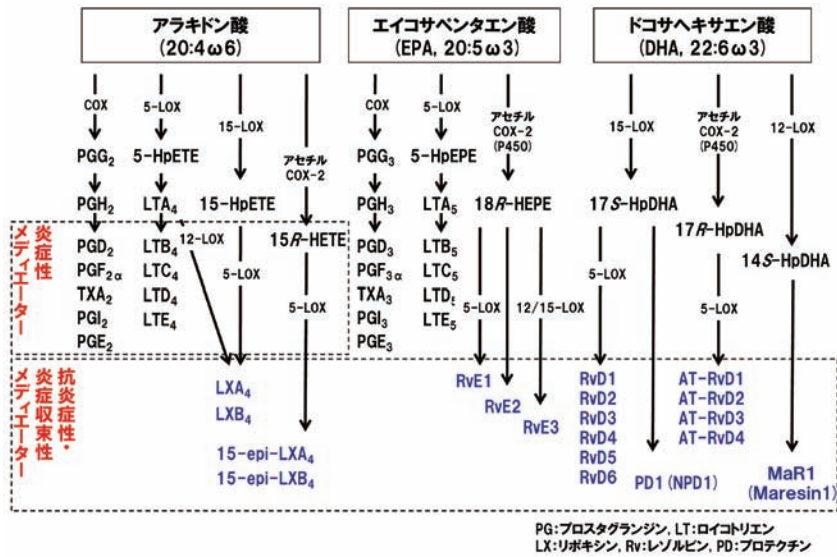 アラキドン酸
(20:4ω6)
エイコサペンタエン酸
(EPA, 20:5ω3)
ドコサヘキサエン酸
(DHA, 22:6ω3)
COX
5-LOX
15-LOX
アセチル
COX-2
PGG2
5-HpETE
PGH2
LTA4
15-HpETE
12-LOX
15R-HETE
PGD2
LTB4
PGF2α
LTC4
5-LOX
TXA2
LTD4
5-LOX
PGI2
LTE4
PGE2
COX
5-LOX
アセチル
COX-2
(P450)
PGG3
5-HpEPE
PGH3
LTA5
18R-HEPE
PGD3
LTB5
PGF3α
LTC5
5-LOX
TXA3
LTD5
12/15-LOX
PGI3
LTE5
PGE3
15-LOX
アセチル
COX-2
(P450)
12-LOX
17S-HpDHA
17R-HpDHA
14S-HpDHA
5-LOX
5-LOX
炎症性
メディエーター
抗炎症性・
炎症収束性
メディエーター
LXA4
LXB4
15-epi-LXA4
15-epi-LXB4
RvE1
RvE2
RvE3
RvD1
RvD2
RvD3
RvD4
RvD5
RvD6
PD1 (NPD1)
AT-RvD1
AT-RvD2
AT-RvD3
AT-RvD4
MaR1
(Maresin1)
PG:プロスタグランジン, LT:ロイコトリエン
LX:リポキシン, Rv:レゾルビン, PD:プロテクチン